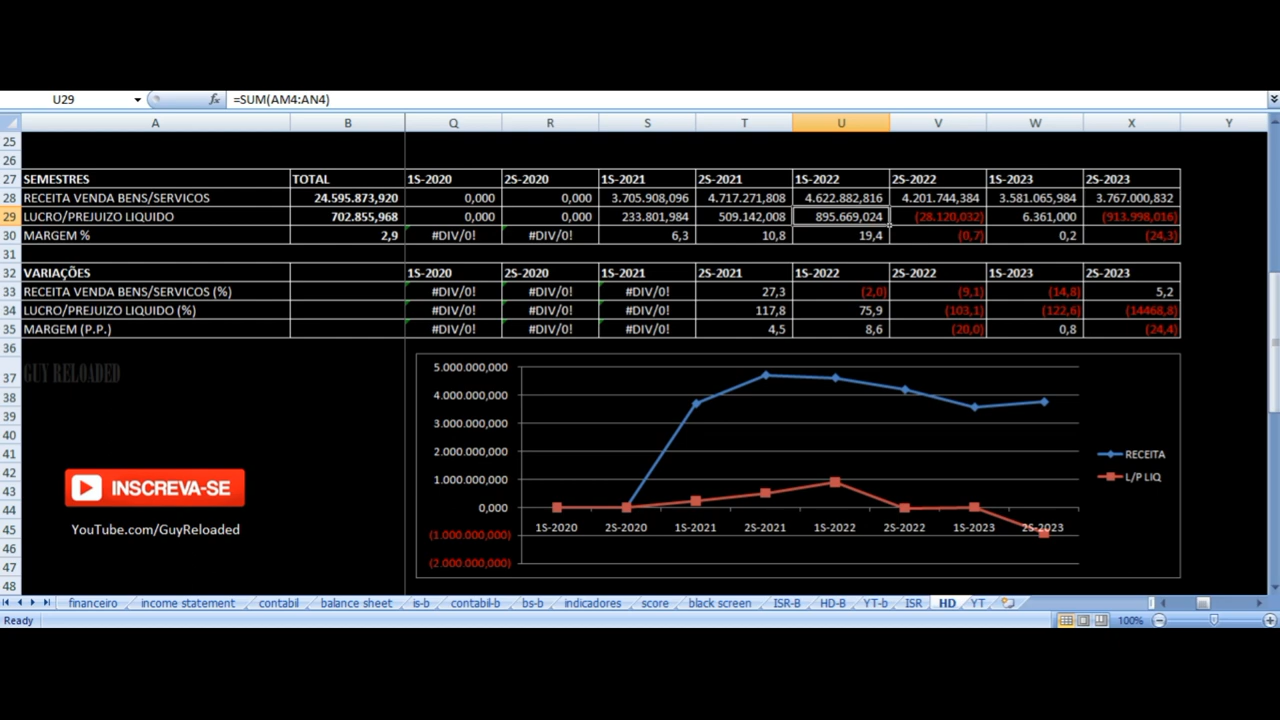 U29 fx =SUM(AM4:AN4)
A B Q R S T U V W X Y
25
26
27 SEMESTRES TOTAL 1S-2020 2S-2020 1S-2021 2S-2021 1S-2022 2S-2022 1S-2023 2S-2023
28 RECEITA VENDA BENS/SERVICOS 24.595.873,920 0,000 0,000 3.705.908,096 4.717.271,808 4.622.882,816 4.201.744,384 3.581.065,984 3.767.000,832
29 LUCRO/PREJUIZO LIQUIDO 702.855,968 0,000 0,000 233.801,984 509.142,008 895.669,024 (28.120,032) 6.361,000 (913.998,016)
30 MARGEM % 2,9 #DIV/0! #DIV/0! 6,3 10,8 19,4 (0,7) 0,2 (24,3)
31
32 VARIAÇÕES 1S-2020 2S-2020 1S-2021 2S-2021 1S-2022 2S-2022 1S-2023 2S-2023
33 RECEITA VENDA BENS/SERVICOS (%) #DIV/0! #DIV/0! #DIV/0! 27,3 (2,0) (9,1) (14,8) 5,2
34 LUCRO/PREJUIZO LIQUIDO (%) #DIV/0! #DIV/0! #DIV/0! 117,8 75,9 (103,1) (122,6) (14468,8)
35 MARGEM (P.P.) #DIV/0! #DIV/0! #DIV/0! 4,5 8,6 (20,0) 0,8 (24,4)
36
37 GUY RELOADED 5.000.000,000
38 4.000.000,000
39 3.000.000,000
40
41 2.000.000,000 RECEITA
42 1.000.000,000 L/P LIQ
43 INSCREVA-SE
44 0,000
45 YouTube.com/GuyReloaded 1S-2020 2S-2020 1S-2021 2S-2021 1S-2022 2S-2022 1S-2023 2S-2023
46 (1.000.000,000)
47 (2.000.000,000)
48
financeiro income statement contabil balance sheet is-b contabil-b bs-b indicadores score black screen ISR-B HD-B YT-b ISR HD YT
Ready 100%